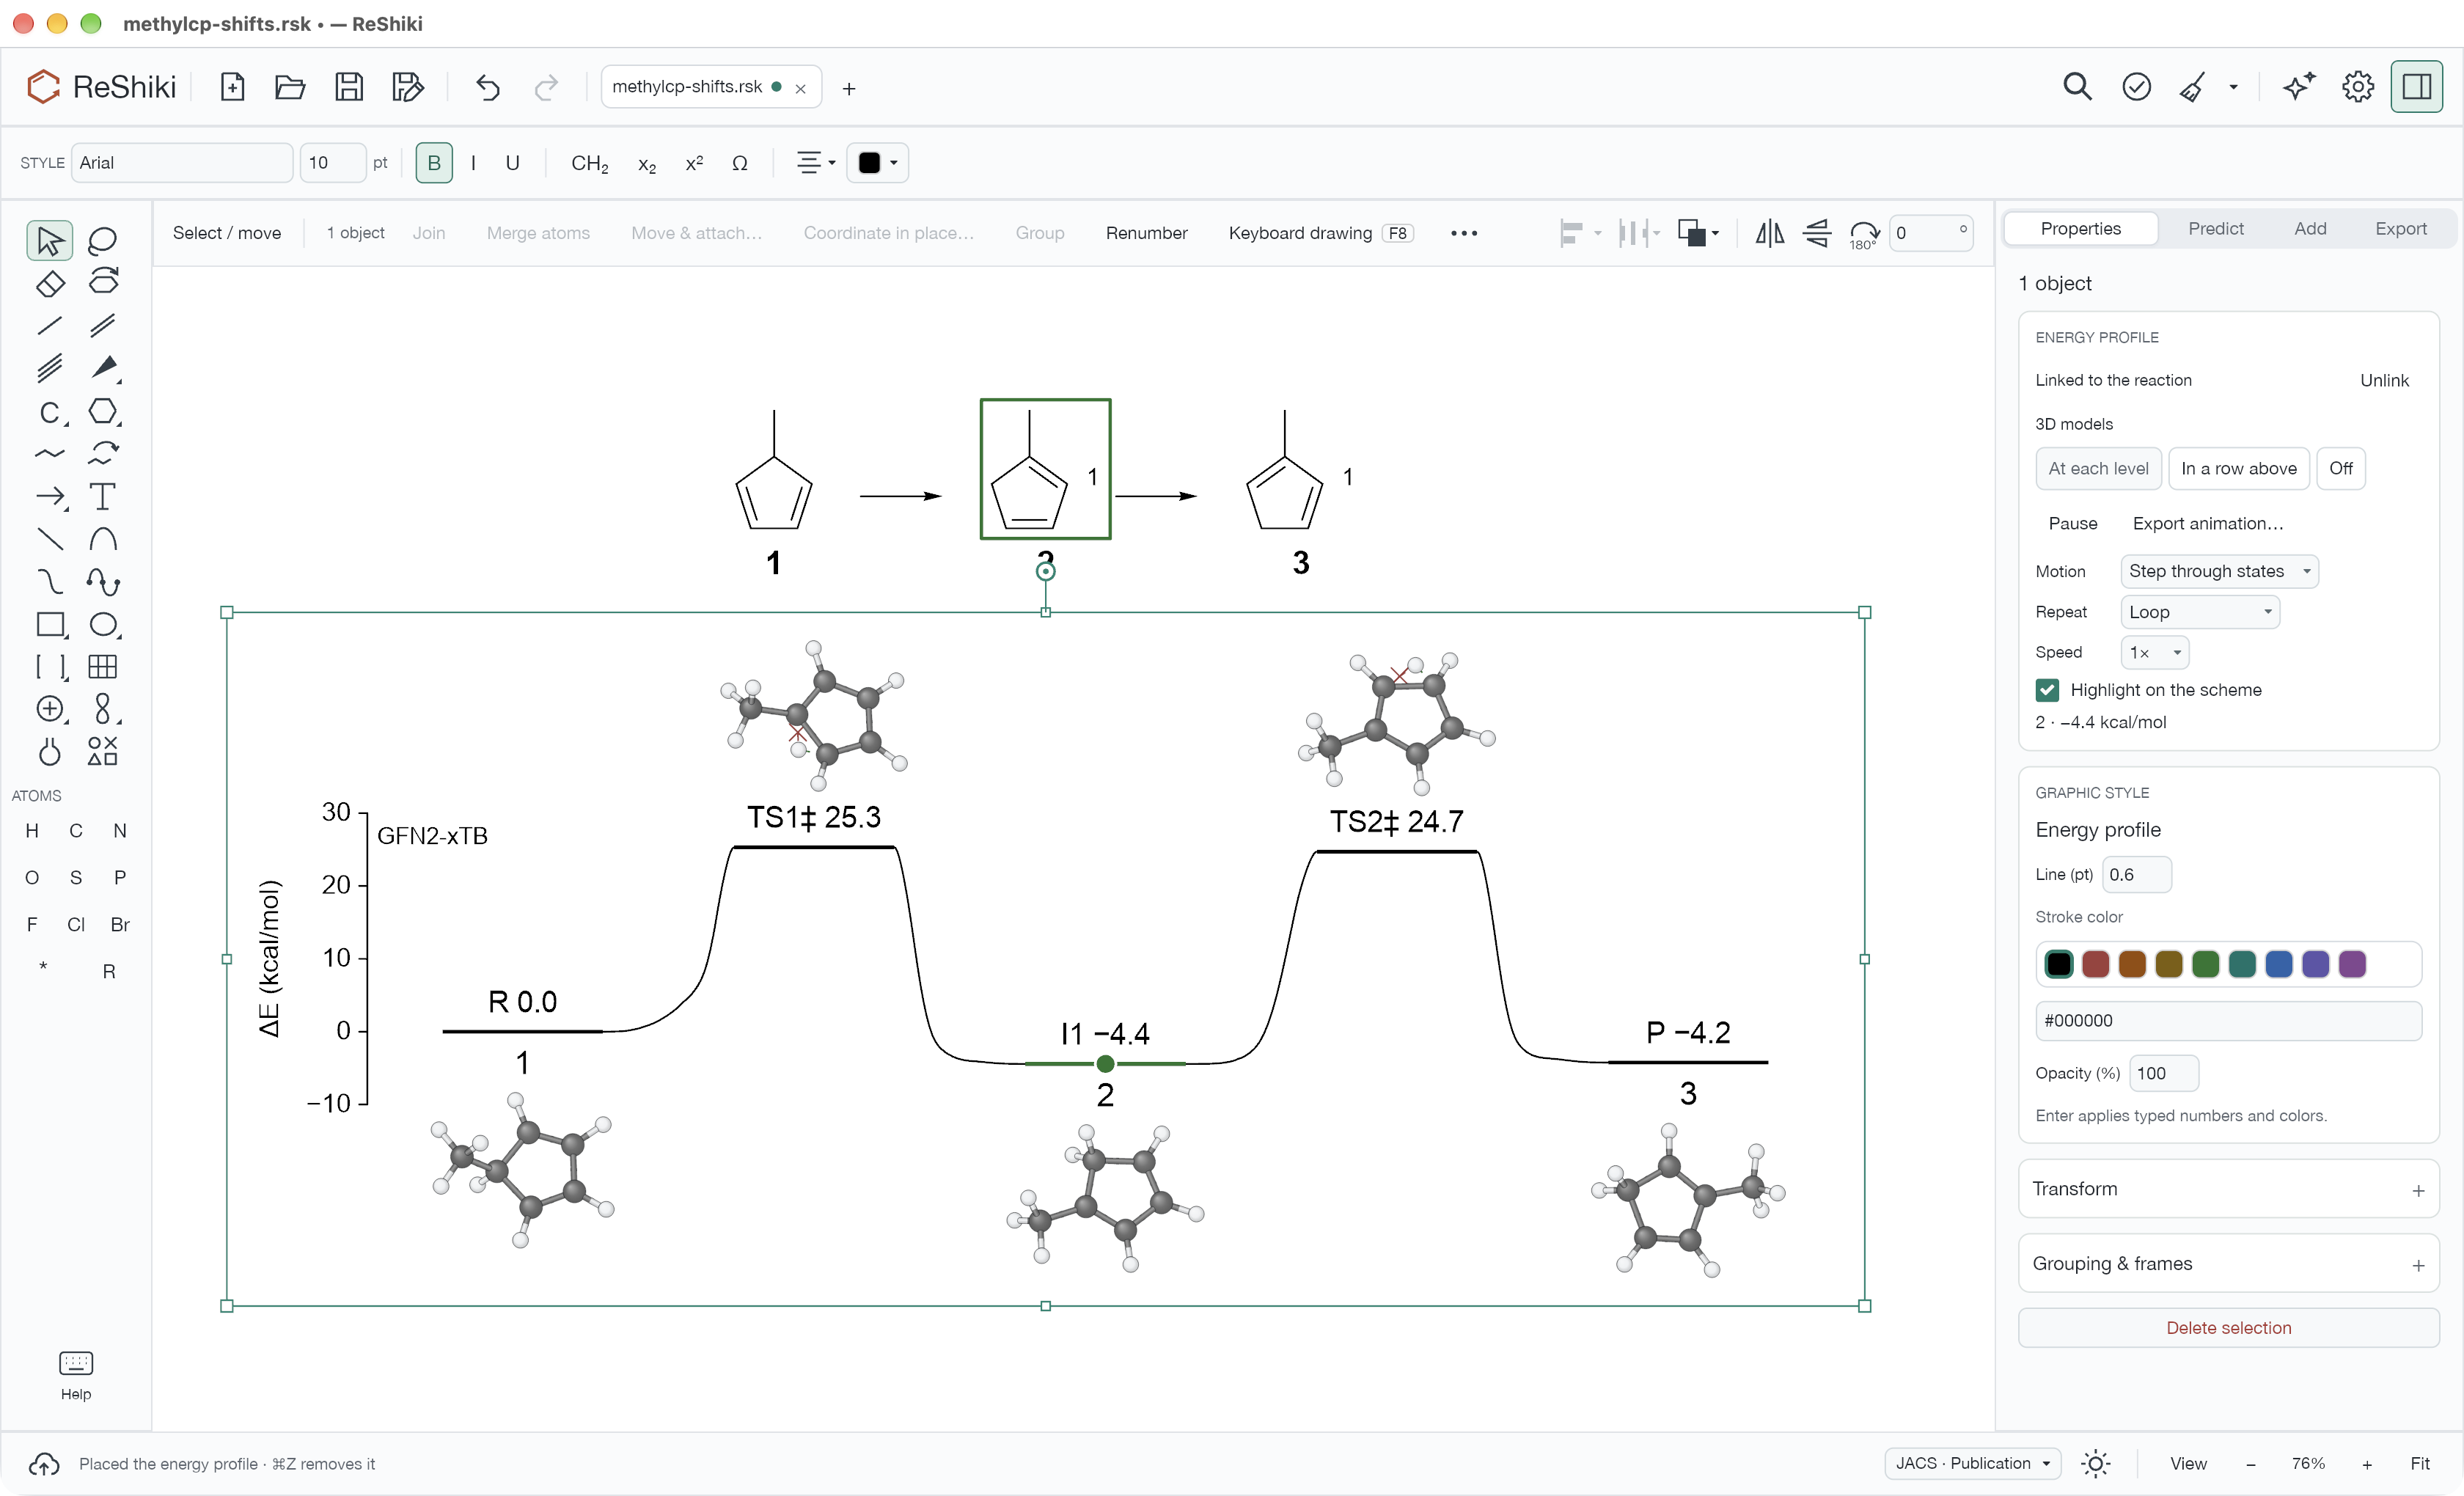 methylcp-shifts.rsk • — ReShiki
ReShiki
methylcp-shifts.rsk
STYLE Arial 10 pt B I U CH₂ x₂ x² Ω
Select / move 1 object Join Merge atoms Move & attach… Coordinate in place… Group Renumber Keyboard drawing F8 ••• 180° 0 °
Properties Predict Add Export
1 object
ENERGY PROFILE
Linked to the reaction Unlink
3D models
At each level In a row above Off
Pause Export animation…
Motion Step through states
Repeat Loop
Speed 1×
Highlight on the scheme
2 · −4.4 kcal/mol
GRAPHIC STYLE
Energy profile
Line (pt) 0.6
Stroke color
#000000
Opacity (%) 100
Enter applies typed numbers and colors.
Transform +
Grouping & frames +
Delete selection
C
T
ATOMS
H C N
O S P
F Cl Br
* R
Help
1 1
1 2 3
TS1‡ 25.3
TS2‡ 24.7
GFN2-xTB
30
20
10
0
−10
ΔE (kcal/mol)
R 0.0
1
I1 −4.4
2
P −4.2
3
Placed the energy profile · ⌘Z removes it
JACS · Publication View − 76% + Fit